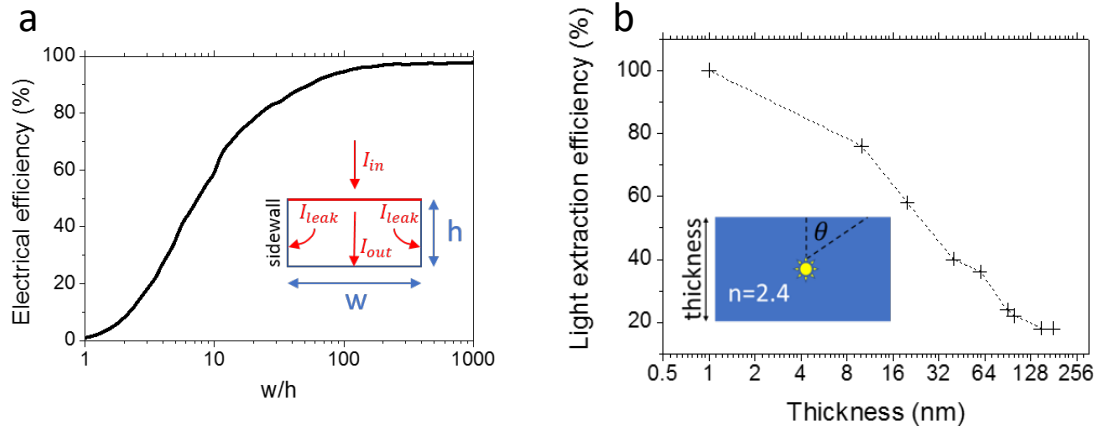 a
Electrical efficiency (%)
100
80
60
40
20
0
1
10
100
1000
w/h
I_in
sidewall
I_leak
I_leak
I_out
h
w
b
Light extraction efficiency (%)
100
80
60
40
20
0.5
1
2
4
8
16
32
64
128
256
Thickness (nm)
thickness
θ
n=2.4